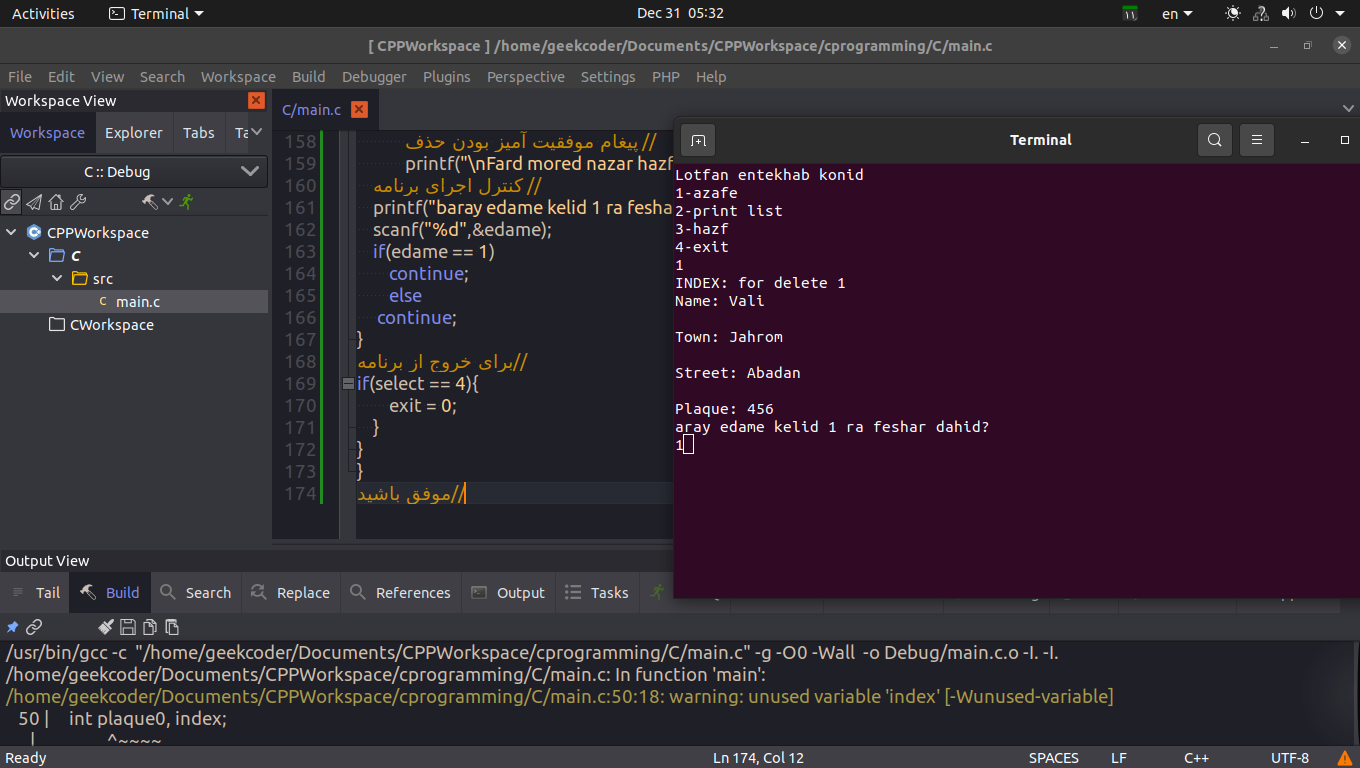 Activities Terminal Dec 31 05:32 en
[ CPPWorkspace ] /home/geekcoder/Documents/CPPWorkspace/cprogramming/C/main.c
File Edit View Search Workspace Build Debugger Plugins Perspective Settings PHP Help
Workspace View
Workspace Explorer Tabs Ta
C :: Debug
CPPWorkspace
C
src
main.c
CWorkspace
C/main.c
158 // پیغام موفقیت آمیز بودن حذف
159 printf("\nFard mored nazar hazf
160 // کنترل اجرای برنامه
161 printf("baray edame kelid 1 ra feshar
162 scanf("%d",&edame);
163 if(edame == 1)
164 continue;
165 else
166 continue;
167 }
168 //برای خروج از برنامه
169 if(select == 4){
170 exit = 0;
171 }
172 }
173 }
174 //موفق باشید
Terminal
Lotfan entekhab konid
1-azafe
2-print list
3-hazf
4-exit
1
INDEX: for delete 1
Name: Vali
Town: Jahrom
Street: Abadan
Plaque: 456
aray edame kelid 1 ra feshar dahid?
1
Output View
Tail Build Search Replace References Output Tasks
/usr/bin/gcc -c "/home/geekcoder/Documents/CPPWorkspace/cprogramming/C/main.c" -g -O0 -Wall -o Debug/main.c.o -I. -I.
/home/geekcoder/Documents/CPPWorkspace/cprogramming/C/main.c: In function 'main':
/home/geekcoder/Documents/CPPWorkspace/cprogramming/C/main.c:50:18: warning: unused variable 'index' [-Wunused-variable]
50 | int plaque0, index;
| ^~~~~
Ready Ln 174, Col 12 SPACES LF C++ UTF-8